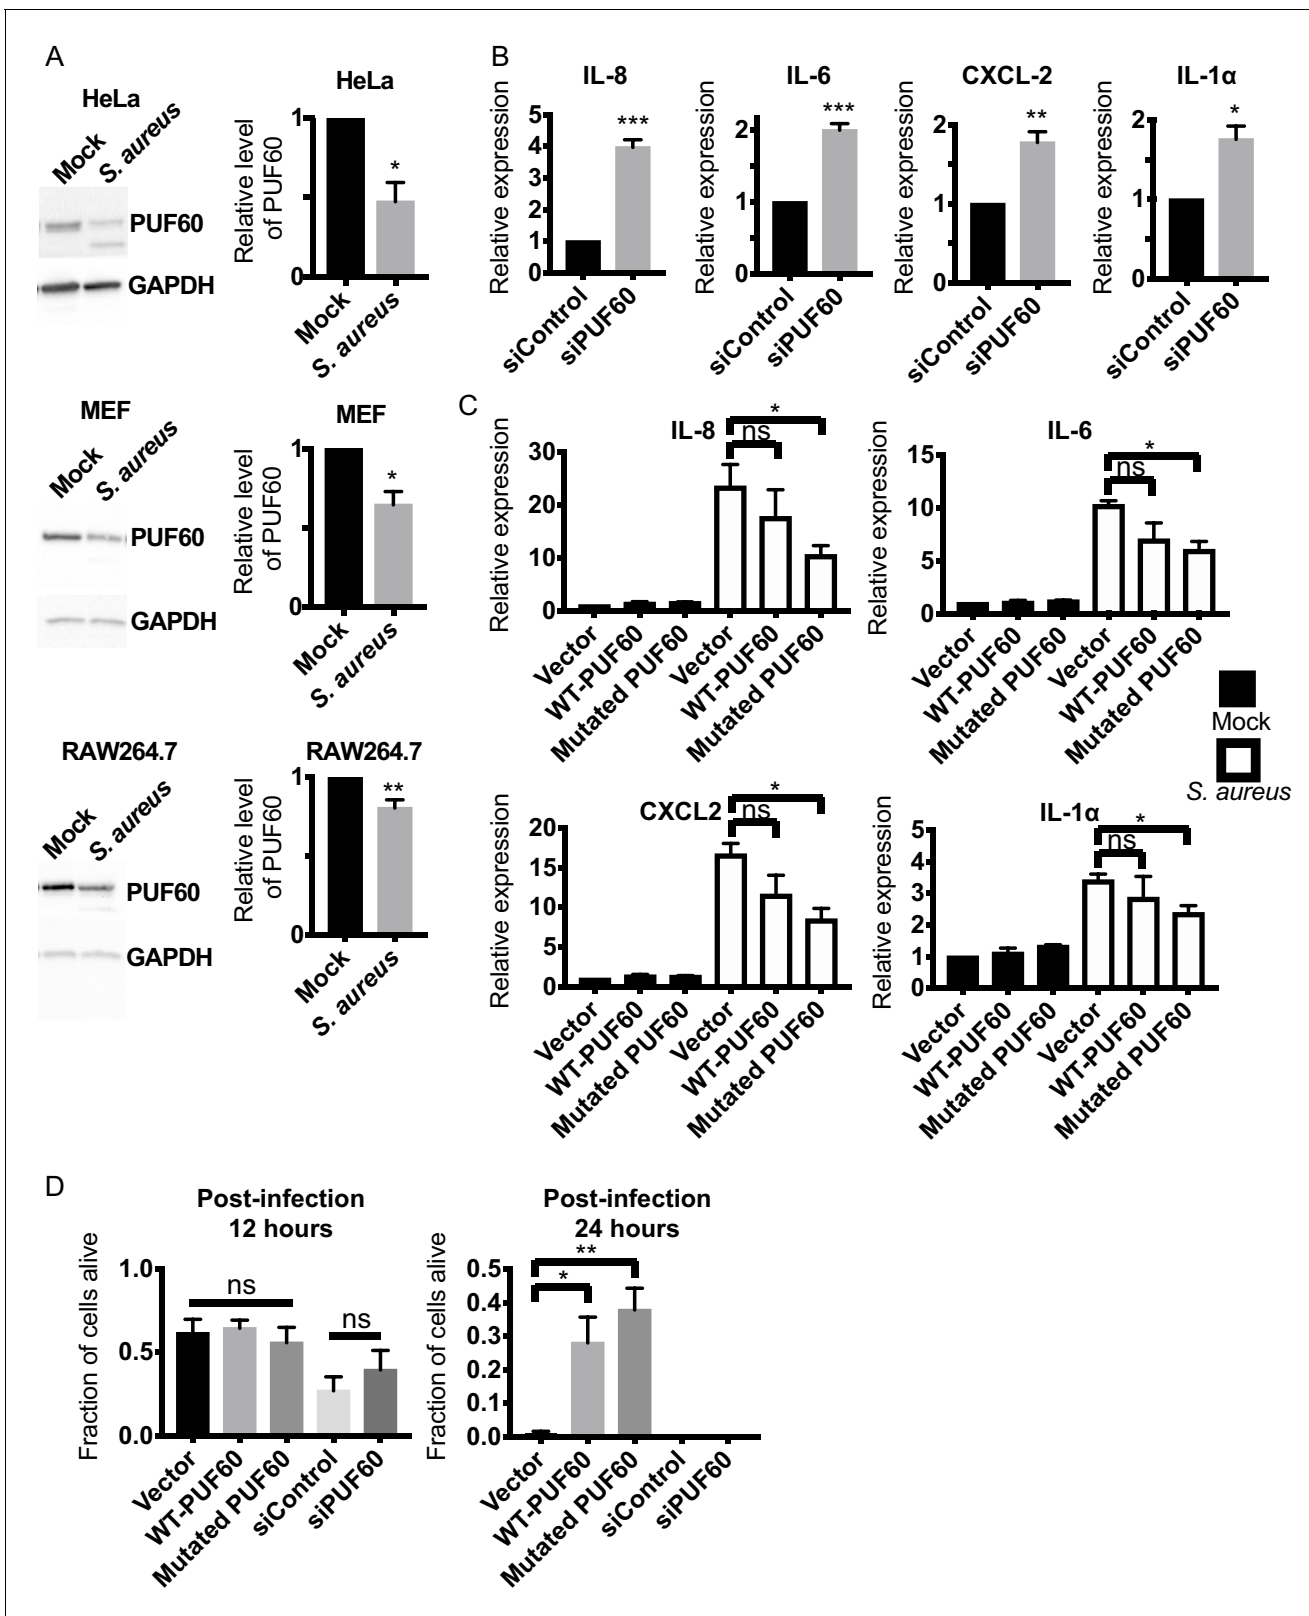 A
HeLa
Mock
S. aureus
PUF60
GAPDH
HeLa
Relative level
of PUF60
1
0
*
Mock
S. aureus
MEF
Mock
S. aureus
PUF60
GAPDH
MEF
Relative level
of PUF60
1
0
*
Mock
S. aureus
RAW264.7
Mock
S. aureus
PUF60
GAPDH
RAW264.7
Relative level
of PUF60
1
0
**
Mock
S. aureus
B
IL-8
Relative expression
5
4
3
2
1
0
***
siControl
siPUF60
IL-6
Relative expression
2
1
0
***
siControl
siPUF60
CXCL-2
Relative expression
2
1
0
**
siControl
siPUF60
IL-1α
Relative expression
2
1
0
*
siControl
siPUF60
C
IL-8
Relative expression
30
20
10
0
*
ns
Vector
WT-PUF60
Mutated PUF60
Vector
WT-PUF60
Mutated PUF60
IL-6
Relative expression
15
10
5
0
*
ns
Vector
WT-PUF60
Mutated PUF60
Vector
WT-PUF60
Mutated PUF60
Mock
S. aureus
CXCL2
Relative expression
20
15
10
5
0
*
ns
Vector
WT-PUF60
Mutated PUF60
Vector
WT-PUF60
Mutated PUF60
IL-1α
Relative expression
5
4
3
2
1
0
*
ns
Vector
WT-PUF60
Mutated PUF60
Vector
WT-PUF60
Mutated PUF60
D
Post-infection
12 hours
Fraction of cells alive
1.0
0.5
0.0
ns
ns
Vector
WT-PUF60
Mutated PUF60
siControl
siPUF60
Post-infection
24 hours
Fraction of cells alive
0.5
0.4
0.3
0.2
0.1
0.0
**
*
Vector
WT-PUF60
Mutated PUF60
siControl
siPUF60